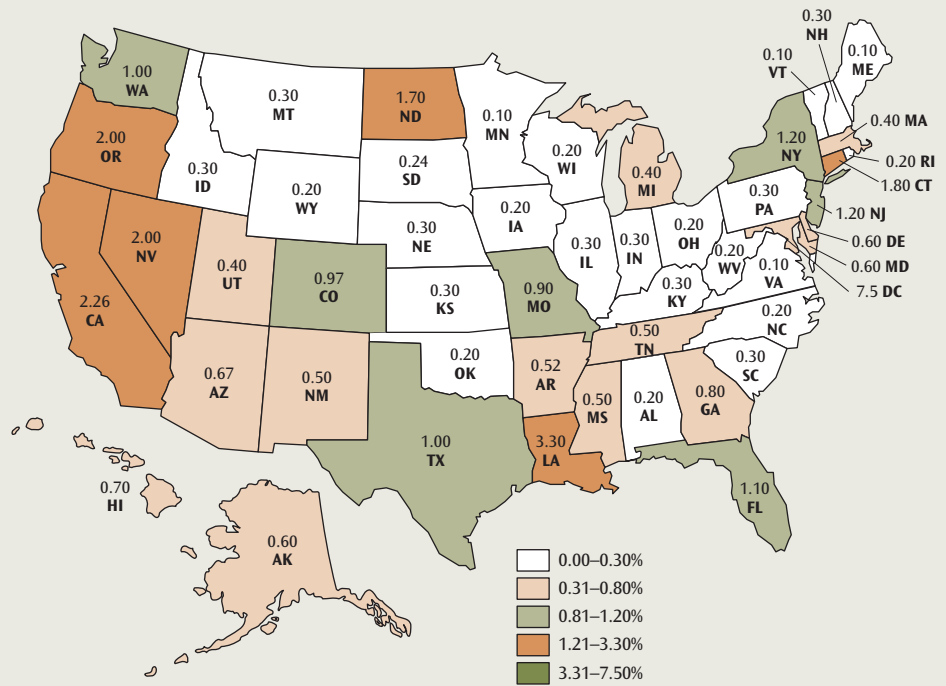 0.30
NH
0.10
VT
0.10
ME
1.00
WA
0.30
MT
1.70
ND
0.10
MN
0.40 MA
2.00
OR
0.30
ID
0.24
SD
0.20
WI
0.40
MI
1.20
NY
0.20 RI
1.80 CT
0.20
WY
0.20
IA
0.30
PA
1.20 NJ
2.00
NV
0.30
NE
0.30
IL
0.30
IN
0.20
OH
0.20
WV
0.10
VA
0.60 DE
0.60 MD
7.5 DC
2.26
CA
0.40
UT
0.97
CO
0.30
KS
0.90
MO
0.30
KY
0.20
NC
0.67
AZ
0.50
NM
0.20
OK
0.52
AR
0.50
TN
0.30
SC
0.50
MS
0.20
AL
0.80
GA
1.00
TX
3.30
LA
1.10
FL
0.70
HI
0.60
AK
0.00–0.30%
0.31–0.80%
0.81–1.20%
1.21–3.30%
3.31–7.50%